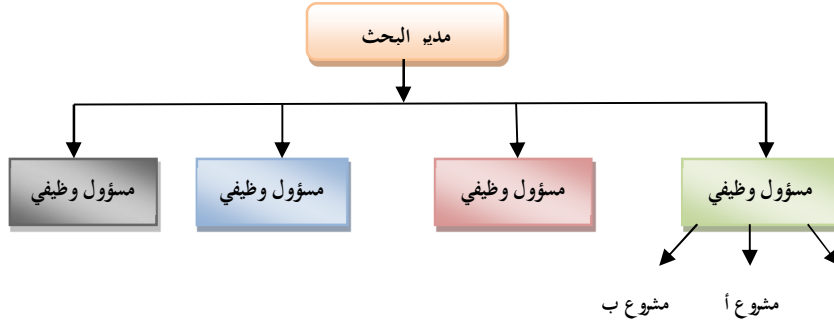 مدير البحث
مسؤول وظيفي
مسؤول وظيفي
مسؤول وظيفي
مسؤول وظيفي
مشروع أ
مشروع ب